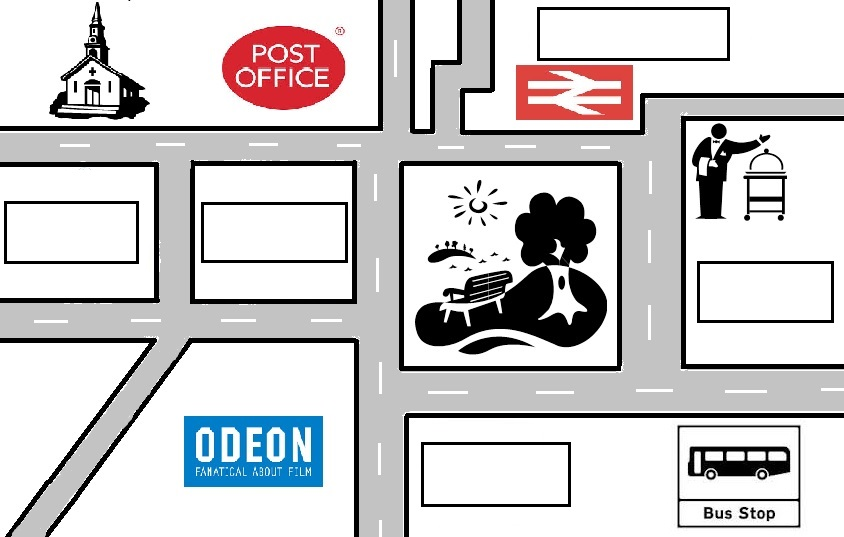 POST
OFFICE
®
ODEON
FANATICAL ABOUT FILM
Bus Stop